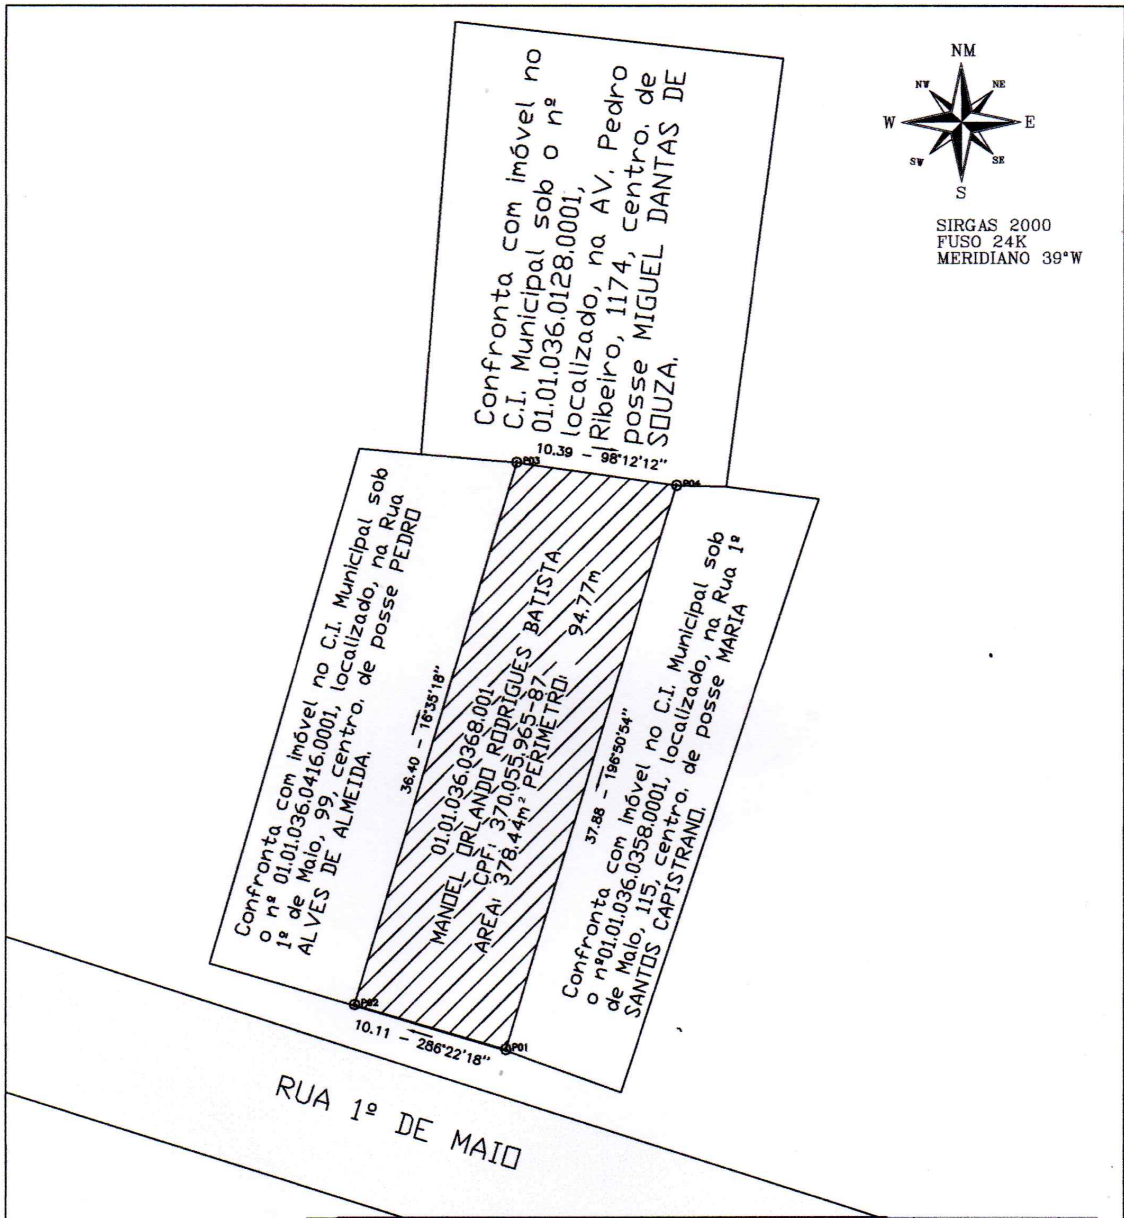 NM
NW
NE
W
E
SW
SE
S
SIRGAS 2000
FUSO 24K
MERIDIANO 39°W
Confronta com imóvel no
C.I. Municipal sob o nº
01.01.036.0128.0001,
localizado, na AV. Pedro
Ribeiro, 1174, centro. de
posse MIGUEL DANTAS DE
SOUZA.
10.39 - 98°12'12"
P03
P04
Confronta com imóvel no C.I. Municipal sob
o nº 01.01.036.0416.0001, localizado, na Rua
1º de Maio, 99, centro. de posse PEDRO
ALVES DE ALMEIDA.
36.40 - 16°35'18"
01.01.036.0368.001
MANOEL ORLANDO RODRIGUES BATISTA
CPF: 370.055.965-87
AREA: 378.44m² PERIMETRO: 94.77m
37.88 - 196°50'54"
Confronta com imóvel no C.I. Municipal sob
o nº01.01.036.0358.0001, localizado, na Rua 1º
de Maio, 115, centro. de posse MARIA
SANTOS CAPISTRANO.
P02
P01
10.11 - 286°22'18"
RUA 1º DE MAIO